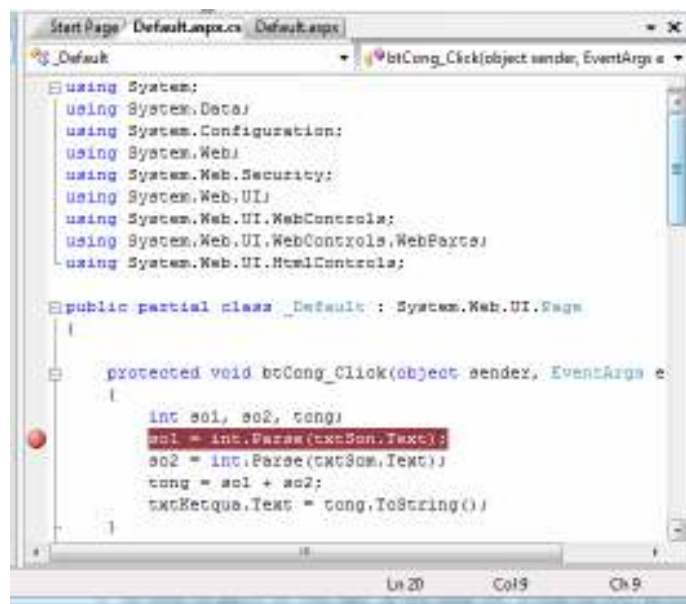 Start Page Default.aspx.cs Default.aspx
_Default btCong_Click(object sender, EventArgs e
using System;
using System.Data;
using System.Configuration;
using System.Web;
using System.Web.Security;
using System.Web.UI;
using System.Web.UI.WebControls;
using System.Web.UI.WebControls.WebParts;
using System.Web.UI.HtmlControls;
public partial class _Default : System.Web.UI.Page
{
protected void btCong_Click(object sender, EventArgs e
{
int so1, so2, tong;
so1 = int.Parse(txtSon.Text);
so2 = int.Parse(txtSom.Text);
tong = so1 + so2;
txtKetqua.Text = tong.ToString();
}
Ln 20 Col 9 Ch 9